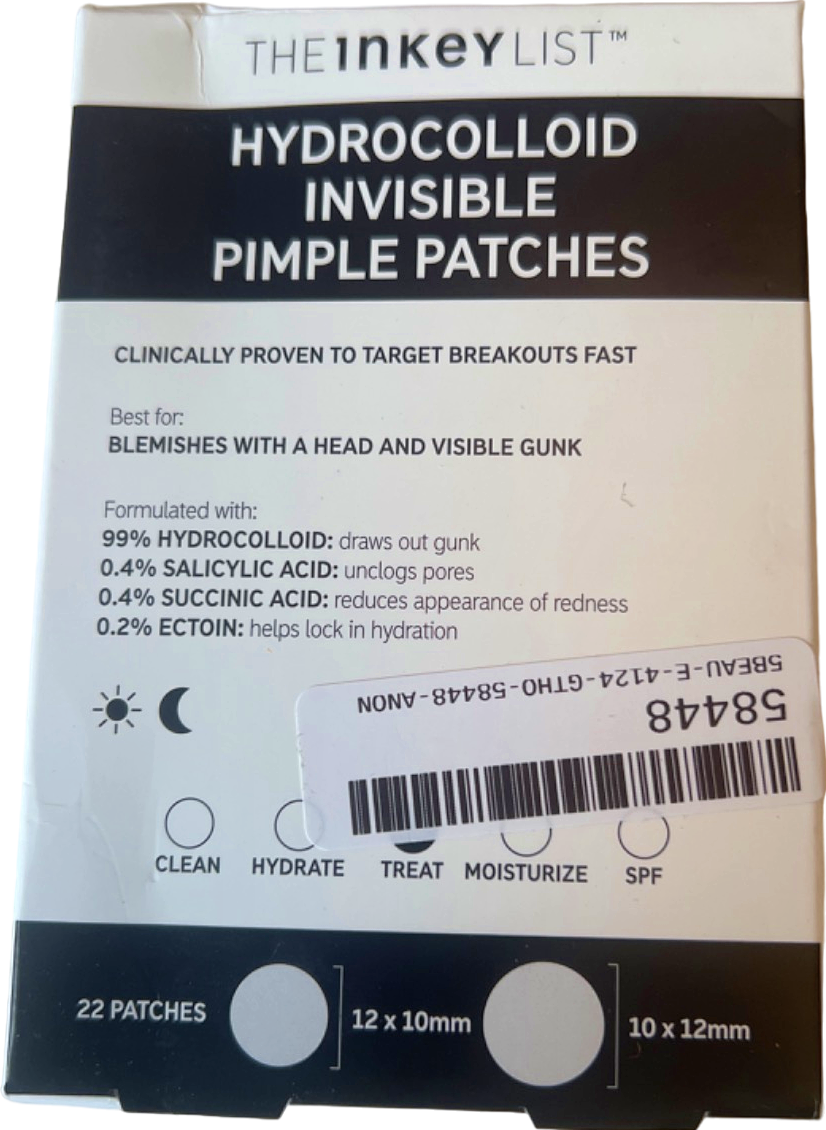 THE INKEY LIST™
HYDROCOLLOID
INVISIBLE
PIMPLE PATCHES
CLINICALLY PROVEN TO TARGET BREAKOUTS FAST
Best for:
BLEMISHES WITH A HEAD AND VISIBLE GUNK
Formulated with:
99% HYDROCOLLOID: draws out gunk
0.4% SALICYLIC ACID: unclogs pores
0.4% SUCCINIC ACID: reduces appearance of redness
0.2% ECTOIN: helps lock in hydration
5BEAU-E-4124-GTHO-58448-ANON
58448
CLEAN HYDRATE TREAT MOISTURIZE SPF
22 PATCHES 12 x 10mm 10 x 12mm